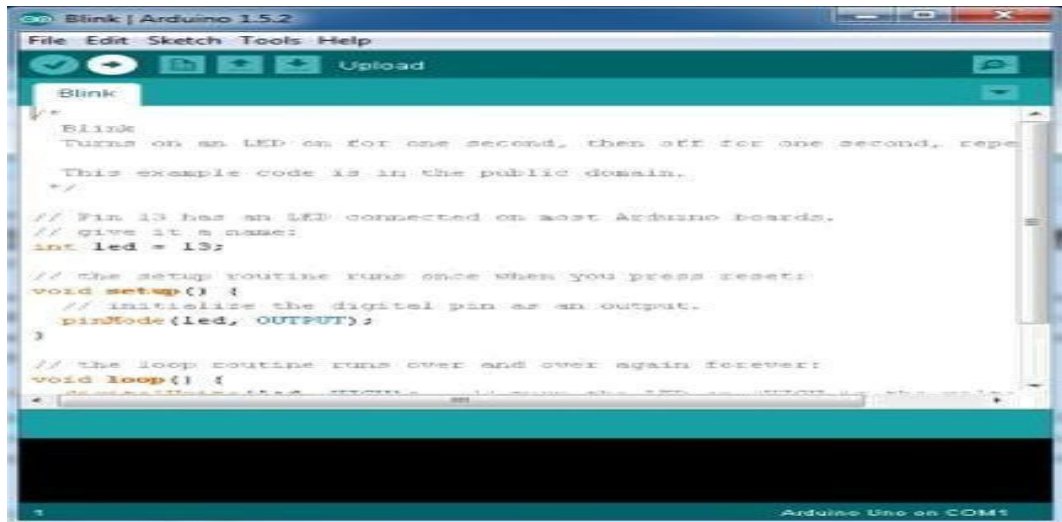 Blink | Arduino 1.5.2
File Edit Sketch Tools Help
Upload
Blink
/*
Blink
Turns on an LED on for one second, then off for one second, repe
This example code is in the public domain.
*/
// Pin 13 has an LED connected on most Arduino boards.
// give it a name:
int led = 13;
// the setup routine runs once when you press reset:
void setup() {
// initialize the digital pin as an output.
pinMode(led, OUTPUT);
}
// the loop routine runs over and over again forever:
void loop() {
1
Arduino Uno on COM1